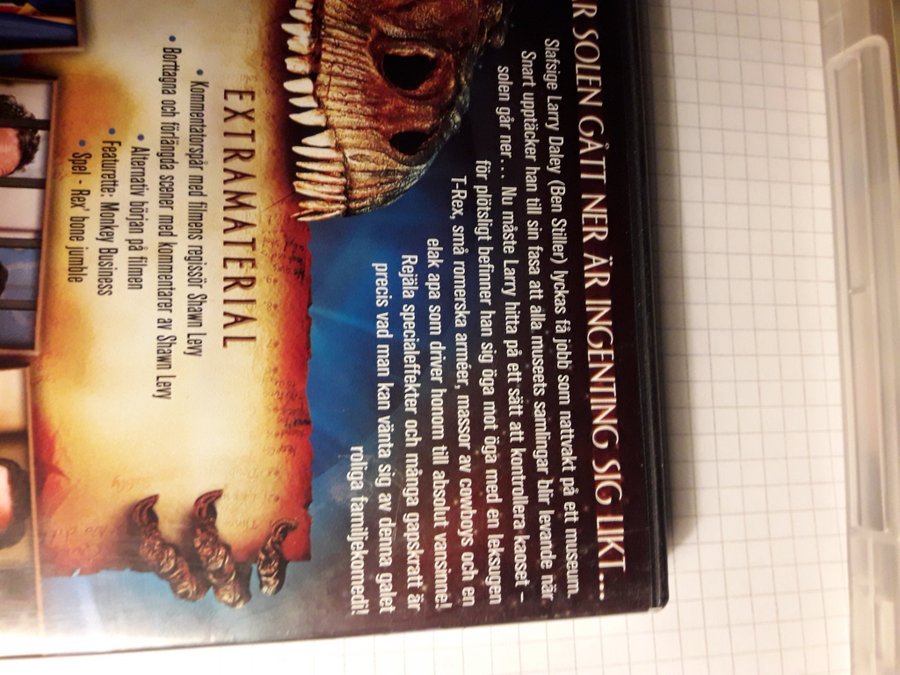 R SOLEN GÅTT NER ÄR INGENTING SIG LIKT...
Slafsige Larry Daley (Ben Stiller) lyckas få jobb som nattvakt på ett museum.
Snart upptäcker han till sin fasa att alla museets samlingar blir levande när
solen går ner... Nu måste Larry hitta på ett sätt att kontrollera kaoset –
för plötsligt befinner han sig öga mot öga med en leksugen
T-Rex, små romerska arméer, massor av cowboys och en
elak apa som driver honom till absolut vansinne!
Rejäla specialeffekter och många gapskratt är
precis vad man kan vänta sig av denna galet
roliga familjekomedi!
EXTRAMATERIAL
• Kommentatorspår med filmens regissör Shawn Levy
• Borttagna och förlängda scener med kommentarer av Shawn Levy
• Alternativ början på filmen
• Featurette: Monkey Business
• Spel - Rex' bone jumble